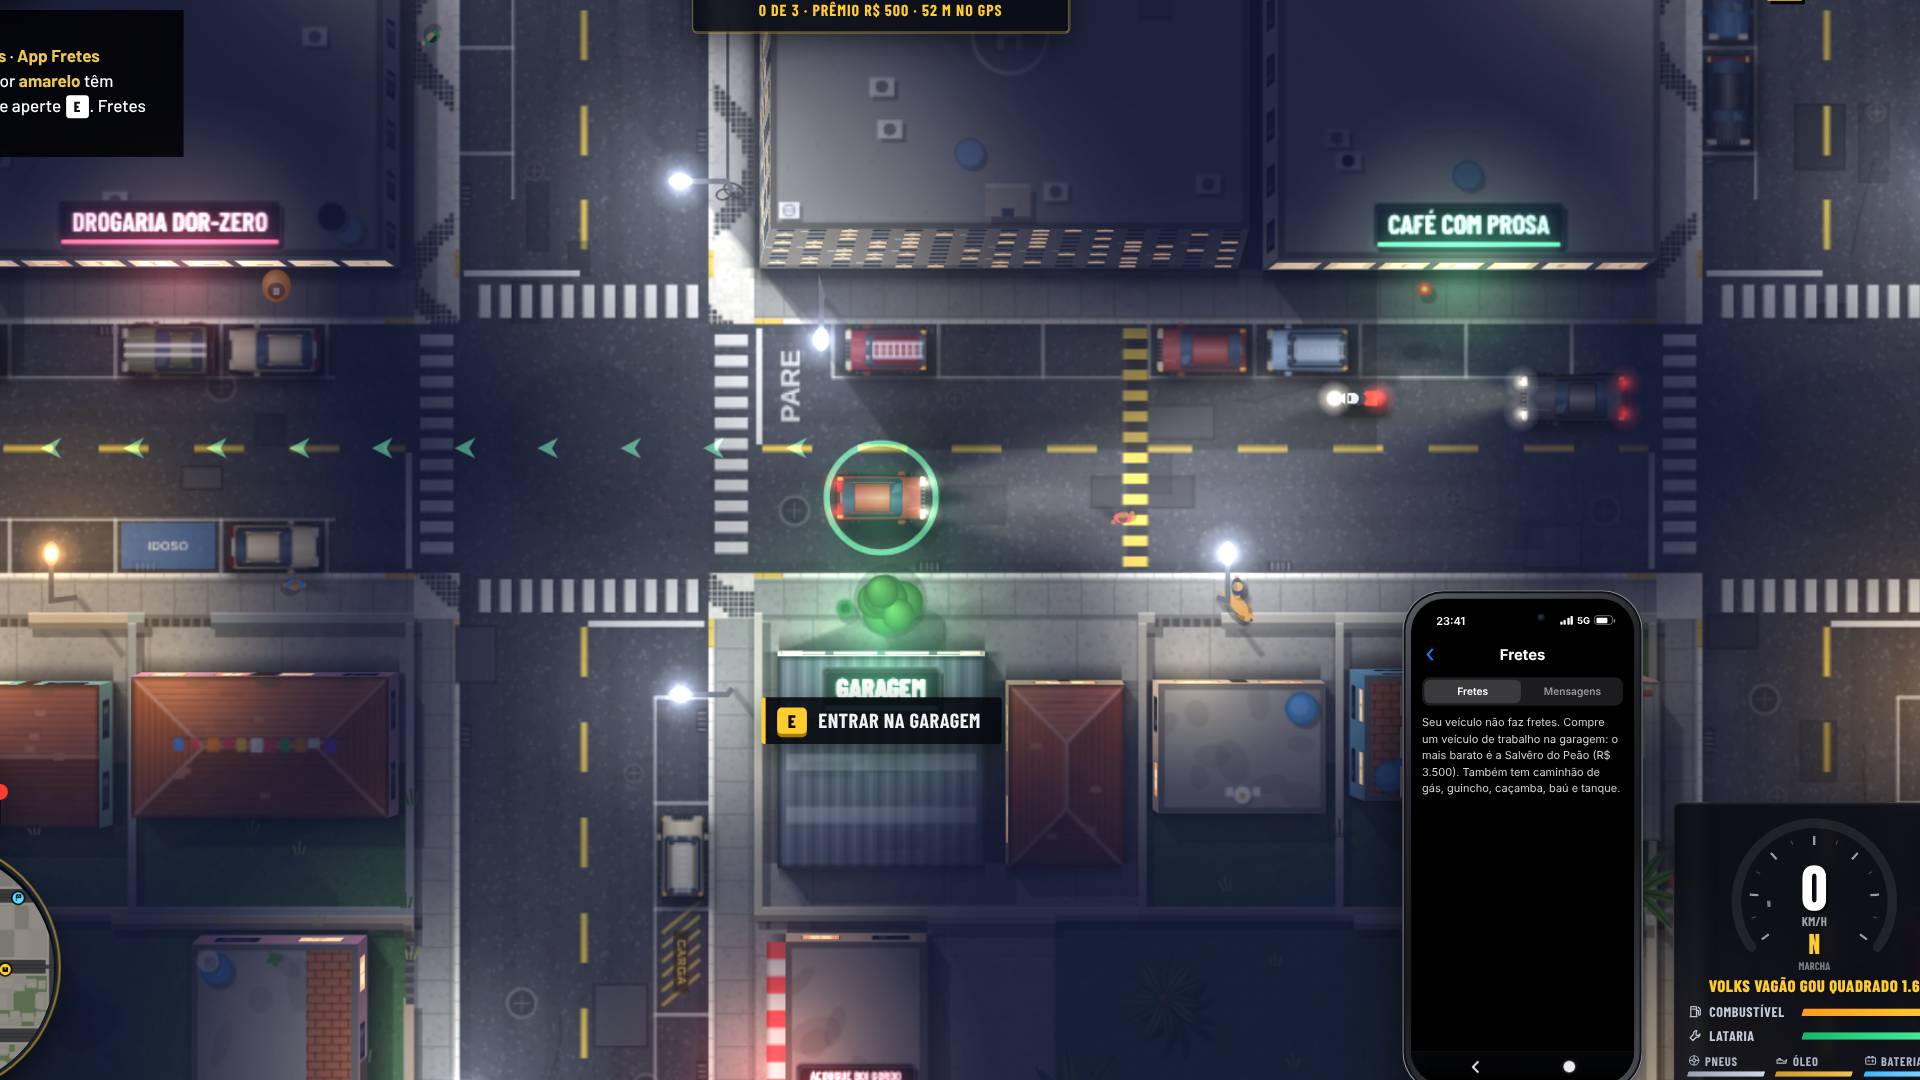 0 DE 3 · PRÊMIO R$ 500 · 52 M NO GPS
s · App Fretes
or amarelo têm
e aperte E. Fretes
DROGARIA DOR-ZERO
CAFÉ COM PROSA
PARE
IDOSO
GARAGEM
E ENTRAR NA GARAGEM
CARGA
23:41 5G
Fretes
Fretes Mensagens
Seu veículo não faz fretes. Compre
um veículo de trabalho na garagem: o
mais barato é a Salvêro do Peão (R$
3.500). Também tem caminhão de
gás, guincho, caçamba, baú e tanque.
0
KM/H
N
MARCHA
VOLKS VAGÃO GOU QUADRADO 1.6
COMBUSTÍVEL
LATARIA
PNEUS ÓLEO BATERIA